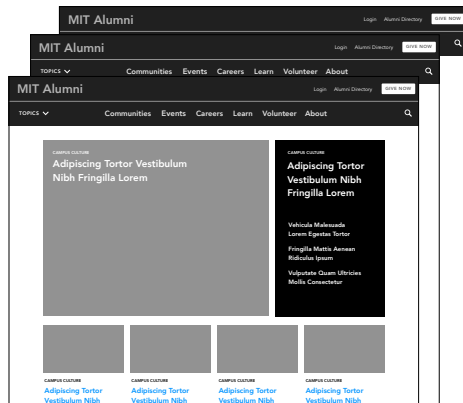 MIT Alumni
Login Alumni Directory GIVE NOW
MIT Alumni
Login Alumni Directory GIVE NOW
TOPICS Communities Events Careers Learn Volunteer About
MIT Alumni
Login Alumni Directory GIVE NOW
TOPICS Communities Events Careers Learn Volunteer About
CAMPUS CULTURE
Adipiscing Tortor Vestibulum
Nibh Fringilla Lorem
CAMPUS CULTURE
Adipiscing Tortor
Vestibulum Nibh
Fringilla Lorem
Vehicula Malesuada
Lorem Egestas Tortor
Fringilla Mattis Aenean
Ridiculus Ipsum
Vulputate Quam Ultricies
Mollis Consectetur
CAMPUS CULTURE
Adipiscing Tortor
Vestibulum Nibh
CAMPUS CULTURE
Adipiscing Tortor
Vestibulum Nibh
CAMPUS CULTURE
Adipiscing Tortor
Vestibulum Nibh
CAMPUS CULTURE
Adipiscing Tortor
Vestibulum Nibh